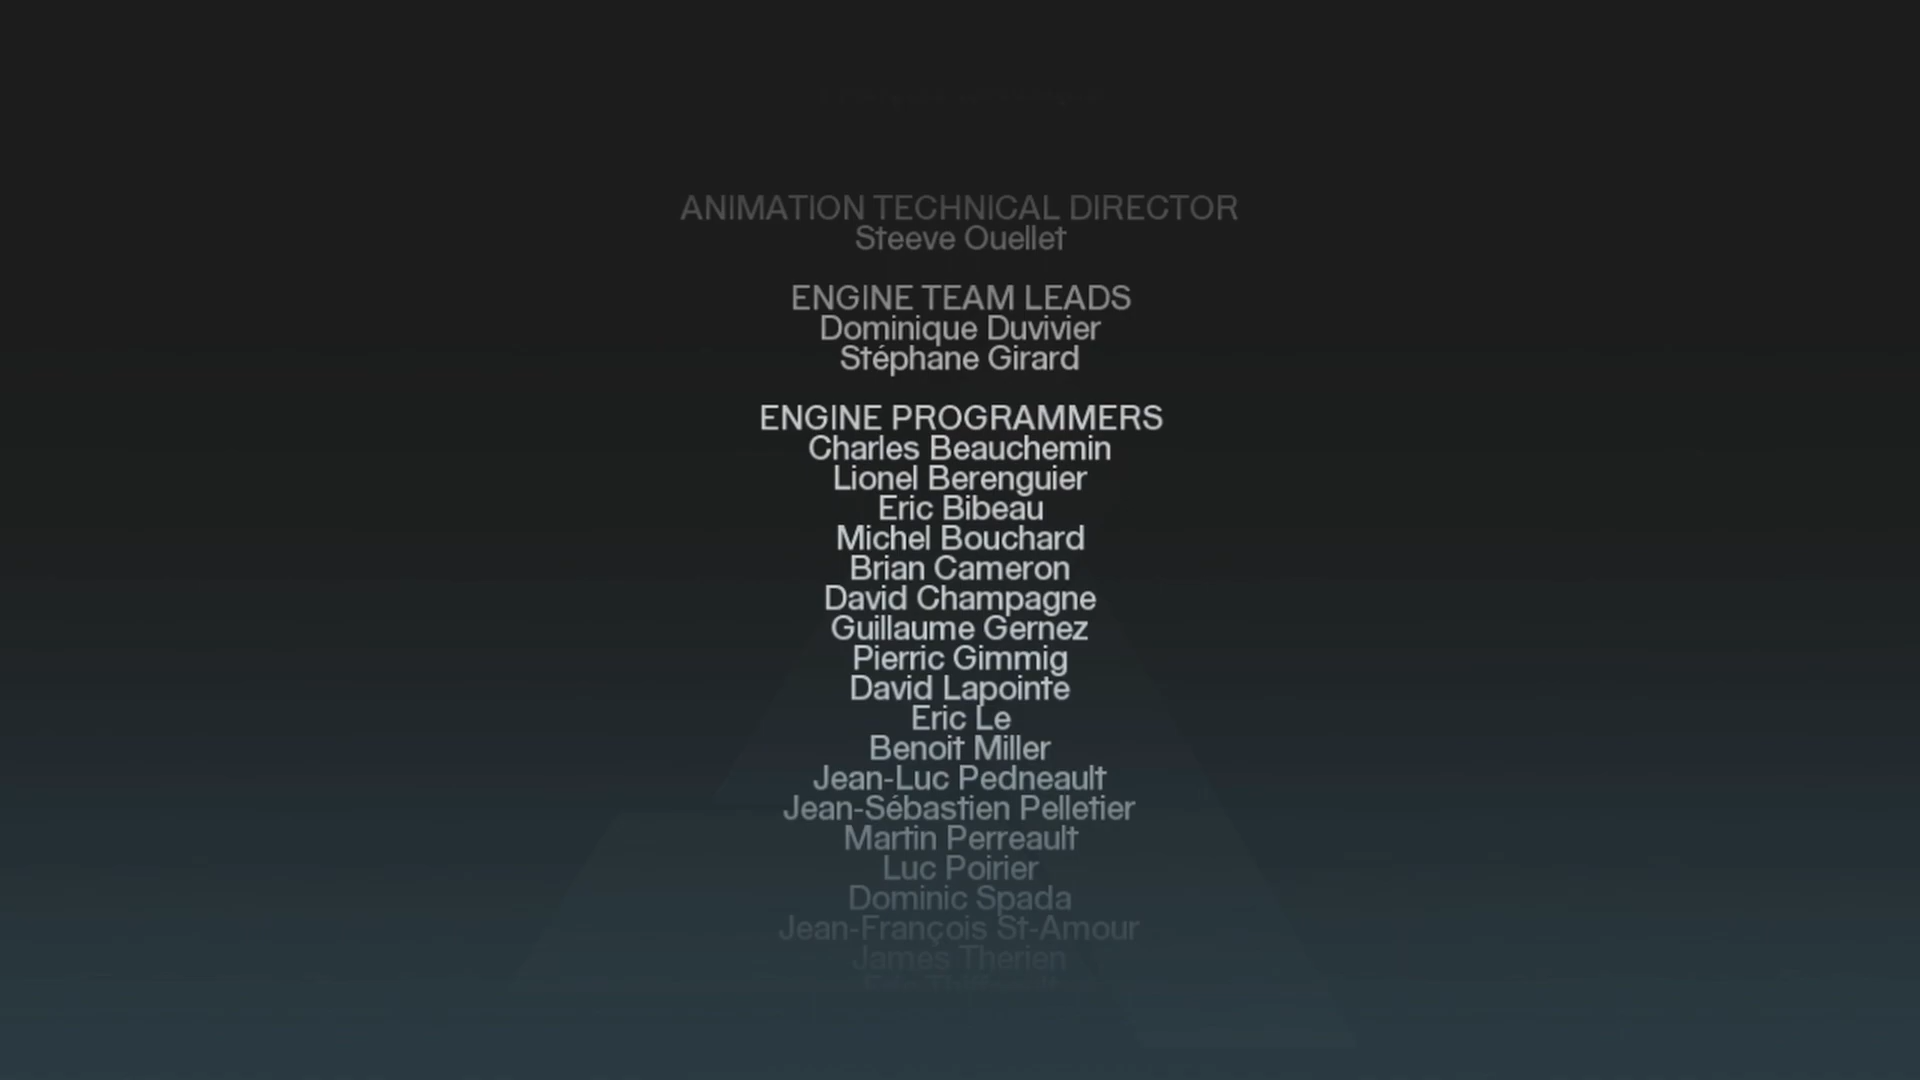 ANIMATION TECHNICAL DIRECTOR
Steeve Ouellet
ENGINE TEAM LEADS
Dominique Duvivier
Stéphane Girard
ENGINE PROGRAMMERS
Charles Beauchemin
Lionel Berenguier
Eric Bibeau
Michel Bouchard
Brian Cameron
David Champagne
Guillaume Gernez
Pierric Gimmig
David Lapointe
Eric Le
Benoit Miller
Jean-Luc Pedneault
Jean-Sébastien Pelletier
Martin Perreault
Luc Poirier
Dominic Spada
Jean-François St-Amour
James Therien